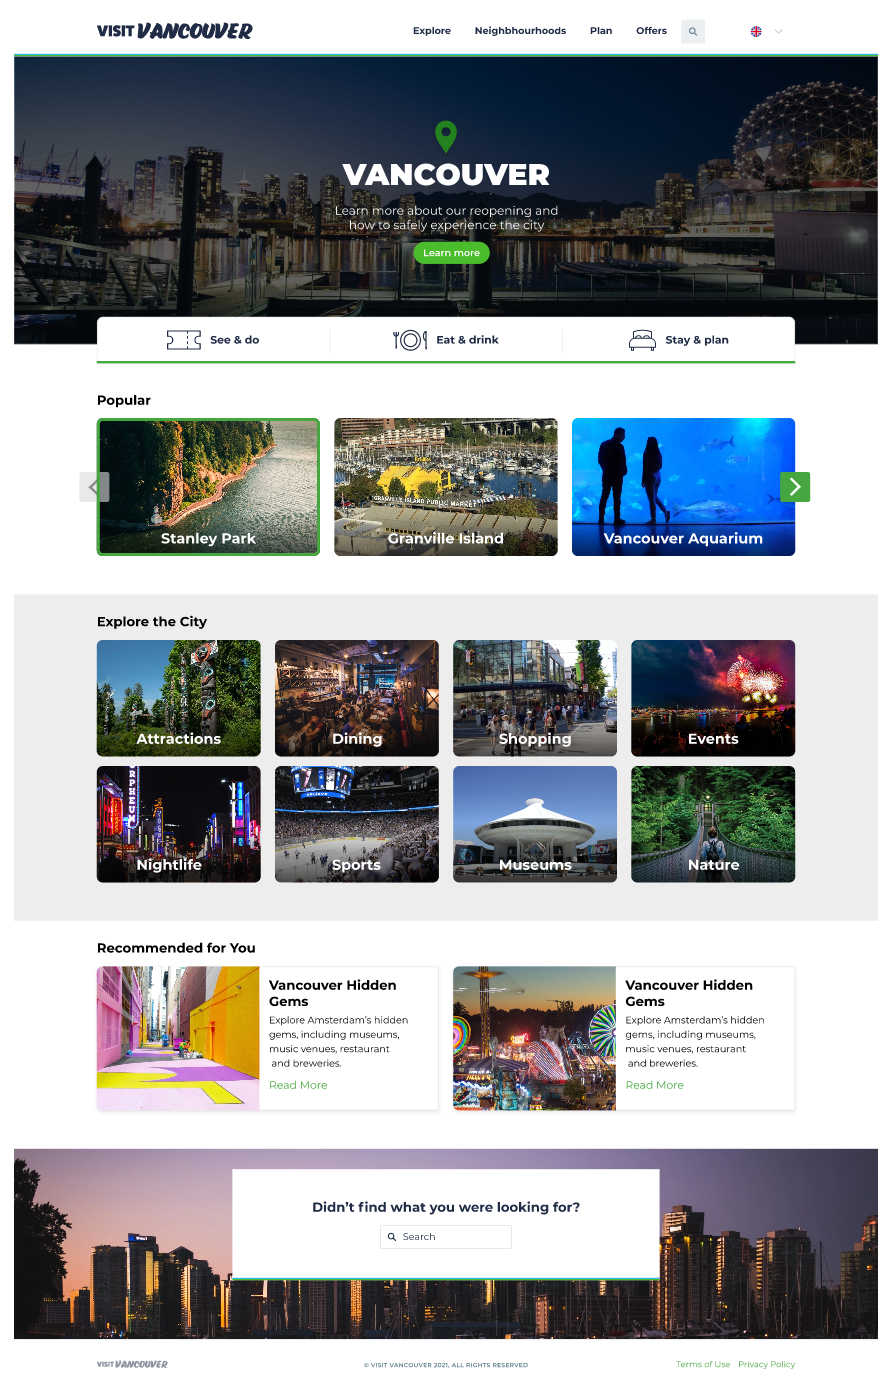 VISIT VANCOUVER
Explore
Neighbhourhoods
Plan
Offers
VANCOUVER
Learn more about our reopening and
how to safely experience the city
Learn more
See & do
Eat & drink
Stay & plan
Popular
GRANVILLE ISLAND PUBLIC MARKET
Stanley Park
Granville Island
Vancouver Aquarium
Explore the City
Attractions
Dining
Shopping
Events
Nightlife
Sports
Museums
Nature
Recommended for You
Vancouver Hidden
Gems
Explore Amsterdam's hidden
gems, including museums,
music venues, restaurant
and breweries.
Read More
Vancouver Hidden
Gems
Explore Amsterdam's hidden
gems, including museums,
music venues, restaurant
and breweries.
Read More
Didn't find what you were looking for?
Search
VISIT VANCOUVER
© VISIT VANCOUVER 2021, ALL RIGHTS RESERVED
Terms of Use
Privacy Policy